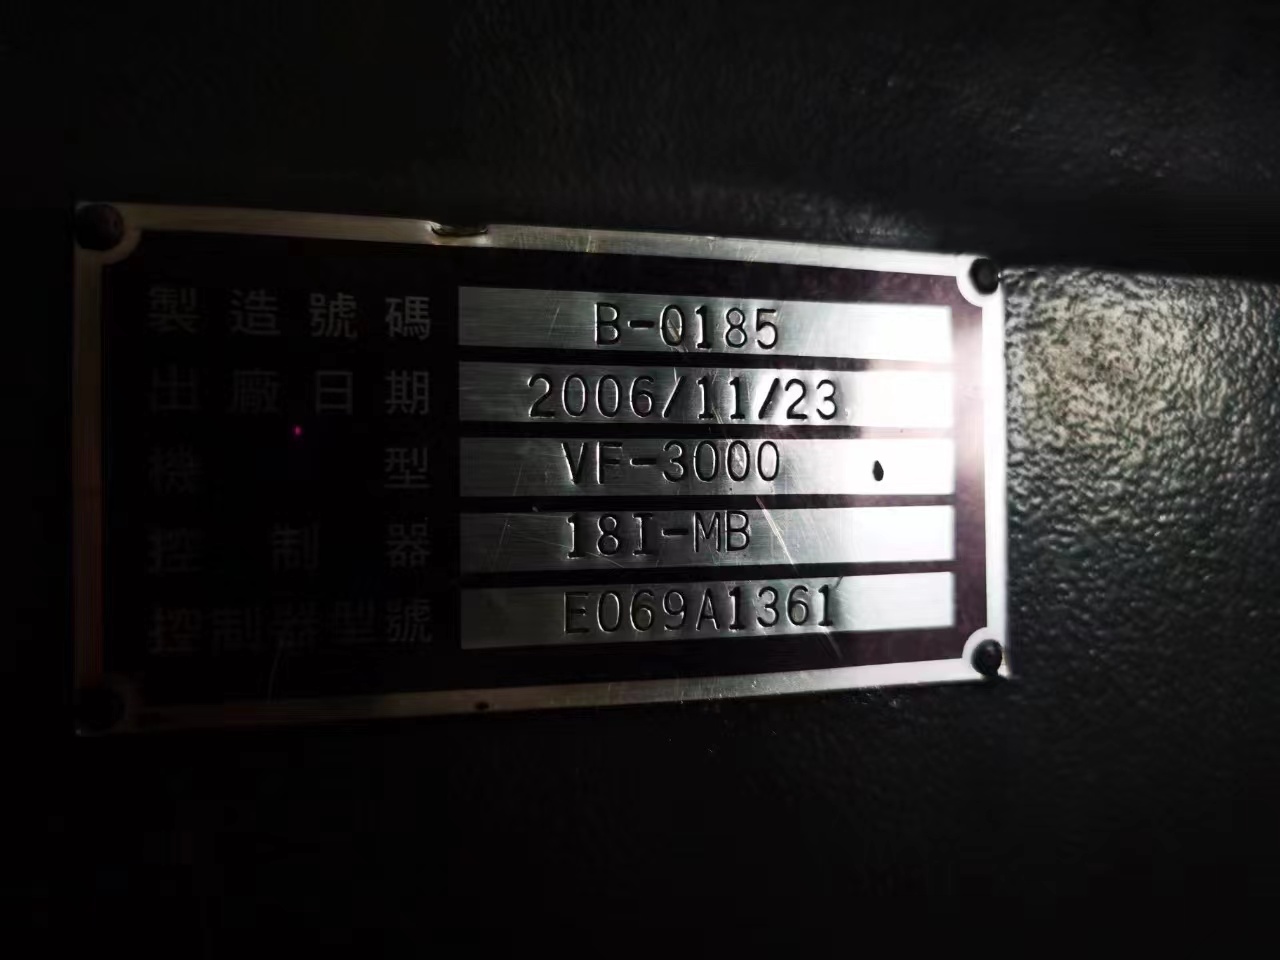 製造號碼 B-0185
出廠日期 2006/11/23
機型 VF-3000
控制器 18I-MB
控制器型號 E069A1361